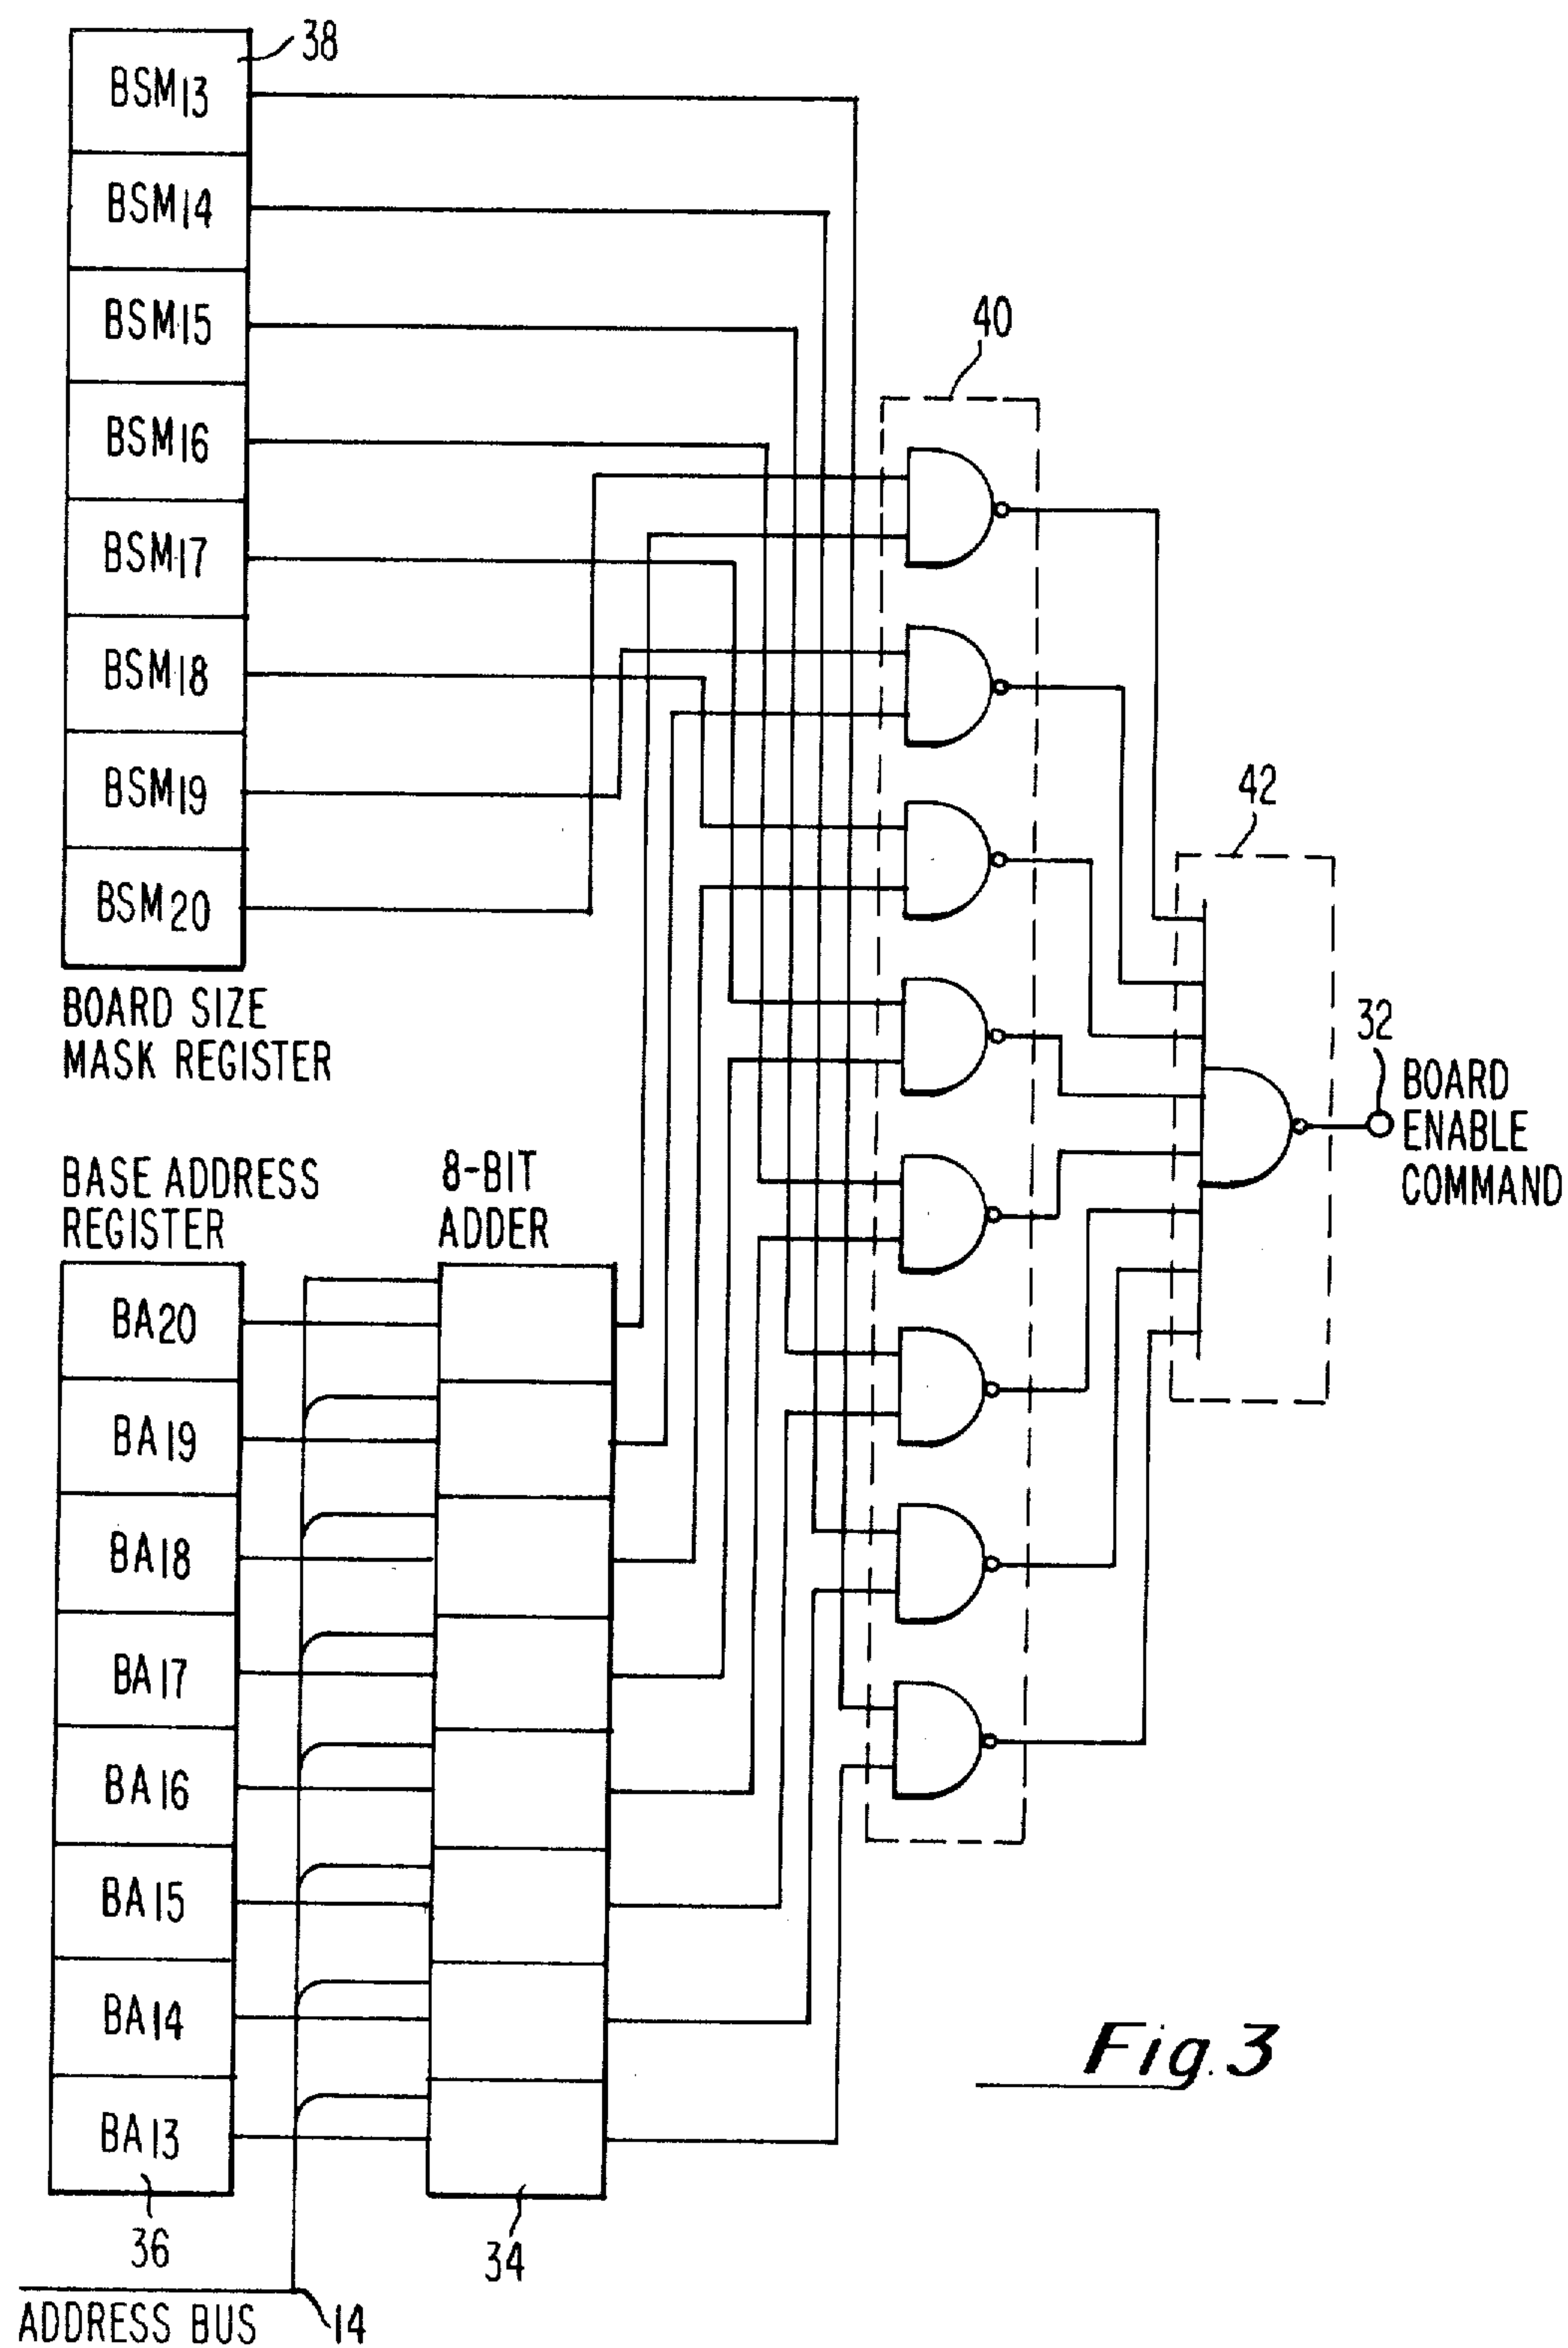 38
BSM13
BSM14
BSM15
BSM16
BSM17
BSM18
BSM19
BSM20
BOARD SIZE
MASK REGISTER
40
42
32
BOARD
ENABLE
COMMAND
BASE ADDRESS
REGISTER
8-BIT
ADDER
BA20
BA19
BA18
BA17
BA16
BA15
BA14
BA13
36
34
ADDRESS BUS
14
Fig.3